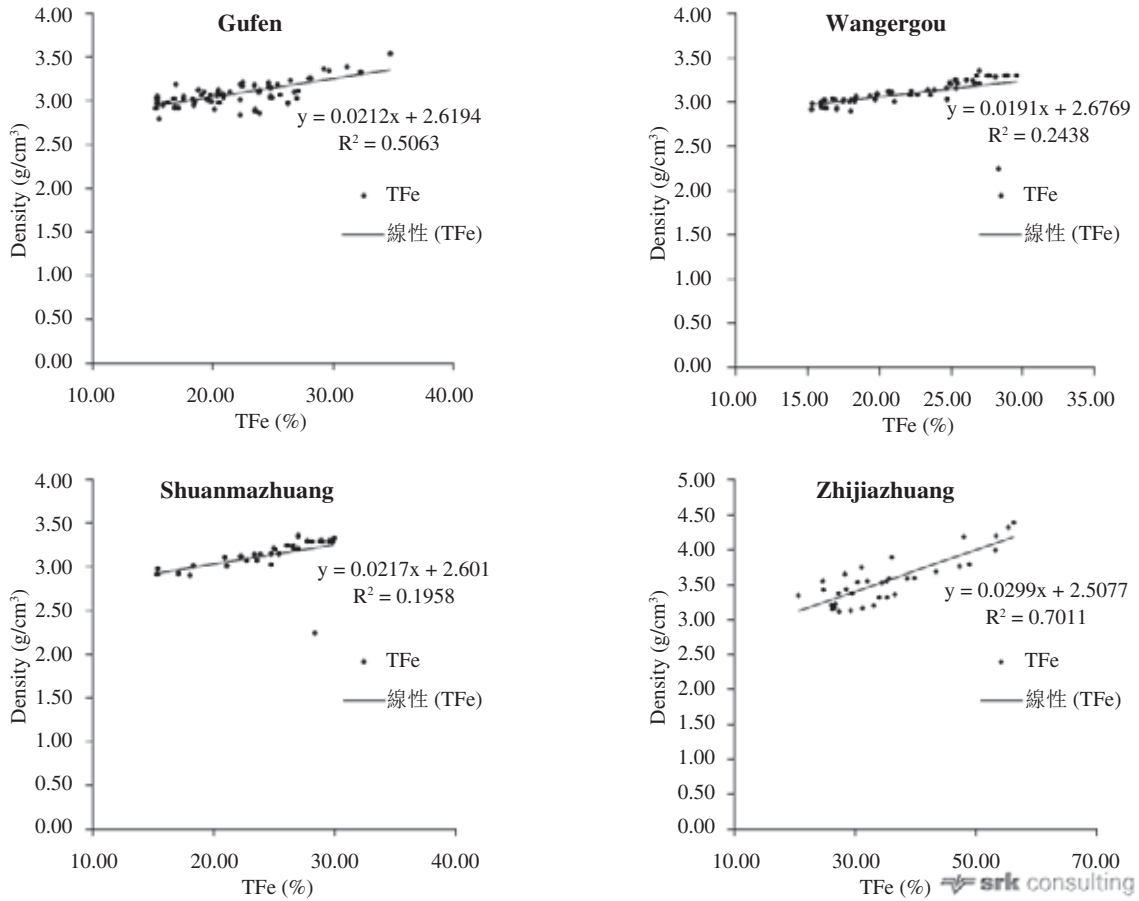 Gufen
4.00
3.50
3.00
2.50
2.00
1.50
1.00
0.50
0.00
Density (g/cm³)
y = 0.0212x + 2.6194
R² = 0.5063
TFe
線性 (TFe)
10.00 20.00 30.00 40.00
TFe (%)
Wangergou
4.00
3.50
3.00
2.50
2.00
1.50
1.00
0.50
0.00
Density (g/cm³)
y = 0.0191x + 2.6769
R² = 0.2438
TFe
線性 (TFe)
10.00 15.00 20.00 25.00 30.00 35.00
TFe (%)
Shuanmazhuang
4.00
3.50
3.00
2.50
2.00
1.50
1.00
0.50
0.00
Density (g/cm³)
y = 0.0217x + 2.601
R² = 0.1958
TFe
線性 (TFe)
10.00 20.00 30.00 40.00
TFe (%)
Zhijiazhuang
5.00
4.50
4.00
3.50
3.00
2.50
2.00
1.50
1.00
0.50
0.00
Density (g/cm³)
y = 0.0299x + 2.5077
R² = 0.7011
TFe
線性 (TFe)
10.00 30.00 50.00 70.00
TFe (%)
srk consulting